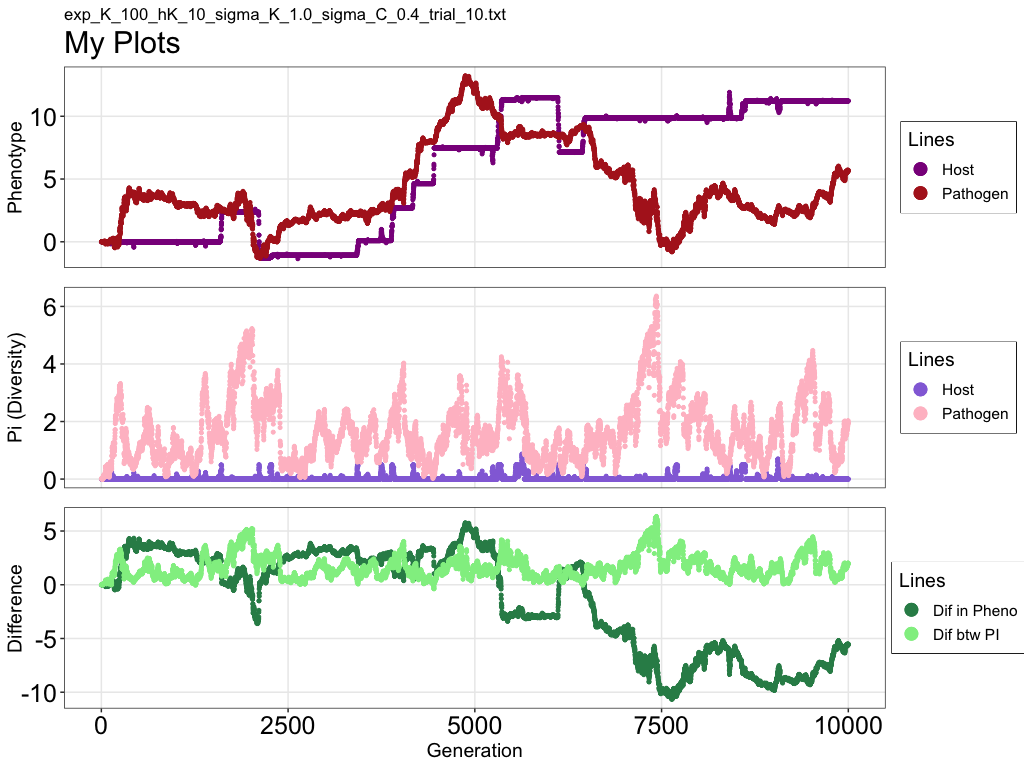 exp_K_100_hK_10_sigma_K_1.0_sigma_C_0.4_trial_10.txt
My Plots
Phenotype
10
5
0
Lines
Host
Pathogen
Pi (Diversity)
6
4
2
0
Lines
Host
Pathogen
Difference
5
0
-5
-10
Lines
Dif in Pheno
Dif btw PI
0 2500 5000 7500 10000
Generation